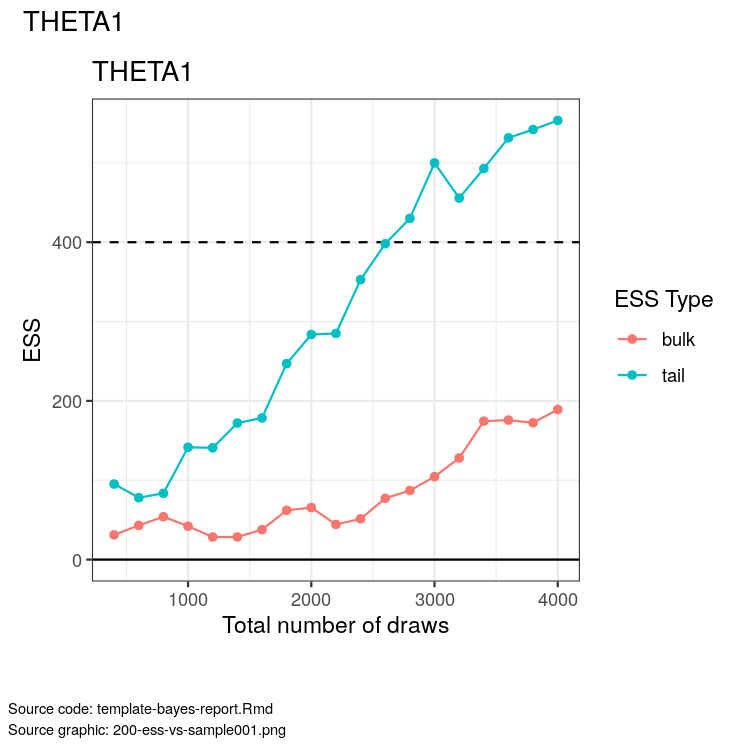 THETA1
THETA1
400
200
0
ESS
1000 2000 3000 4000
Total number of draws
ESS Type
bulk
tail
Source code: template-bayes-report.Rmd
Source graphic: 200-ess-vs-sample001.png